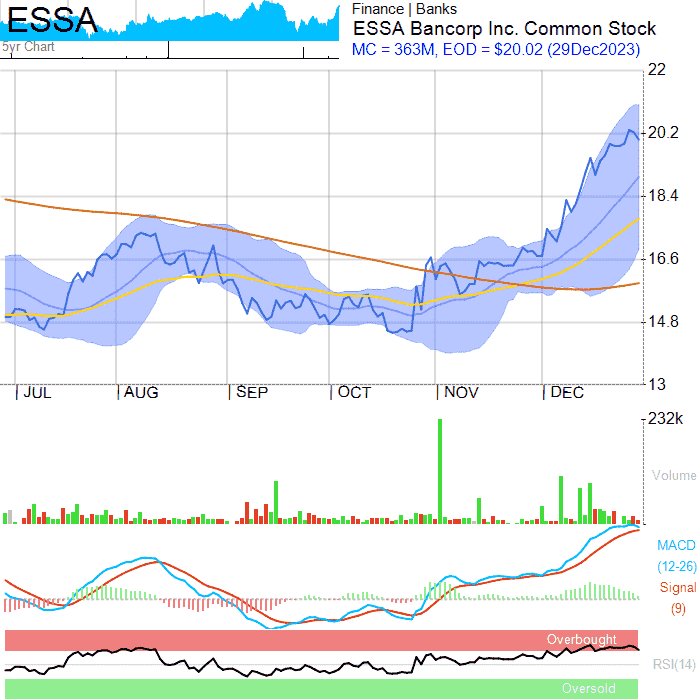 ESSA
5yr Chart
Finance | Banks
ESSA Bancorp Inc. Common Stock
MC = 363M, EOD = $20.02 (29Dec2023)
22
20.2
18.4
16.6
14.8
13
JUL AUG SEP OCT NOV DEC
232k
Volume
MACD
(12-26)
Signal
(9)
Overbought
RSI(14)
Oversold